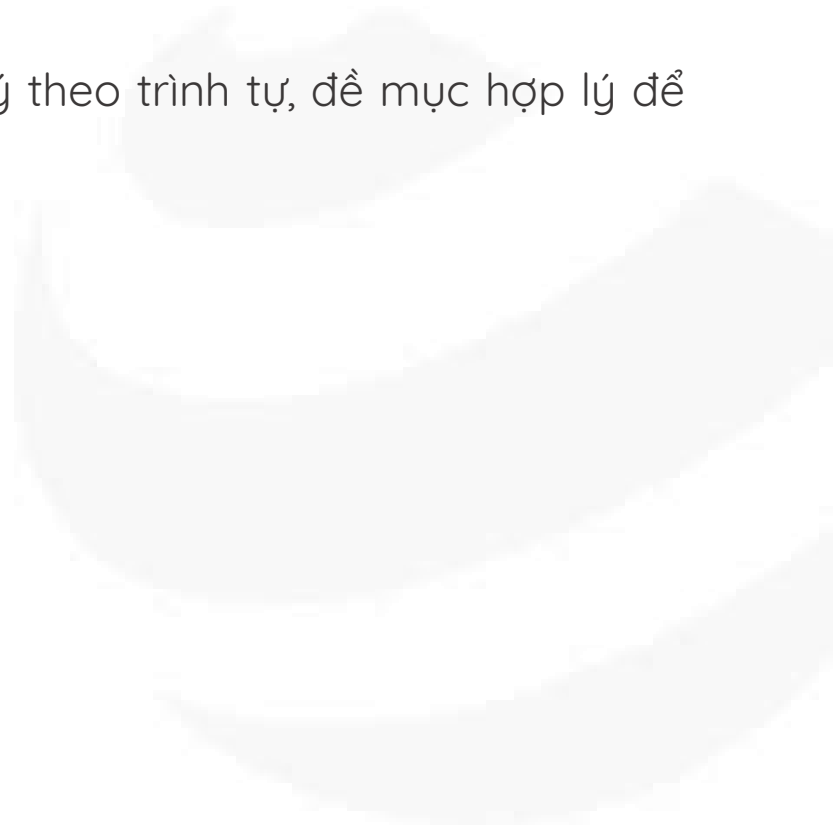 theo trình tự, đề mục hợp lý để